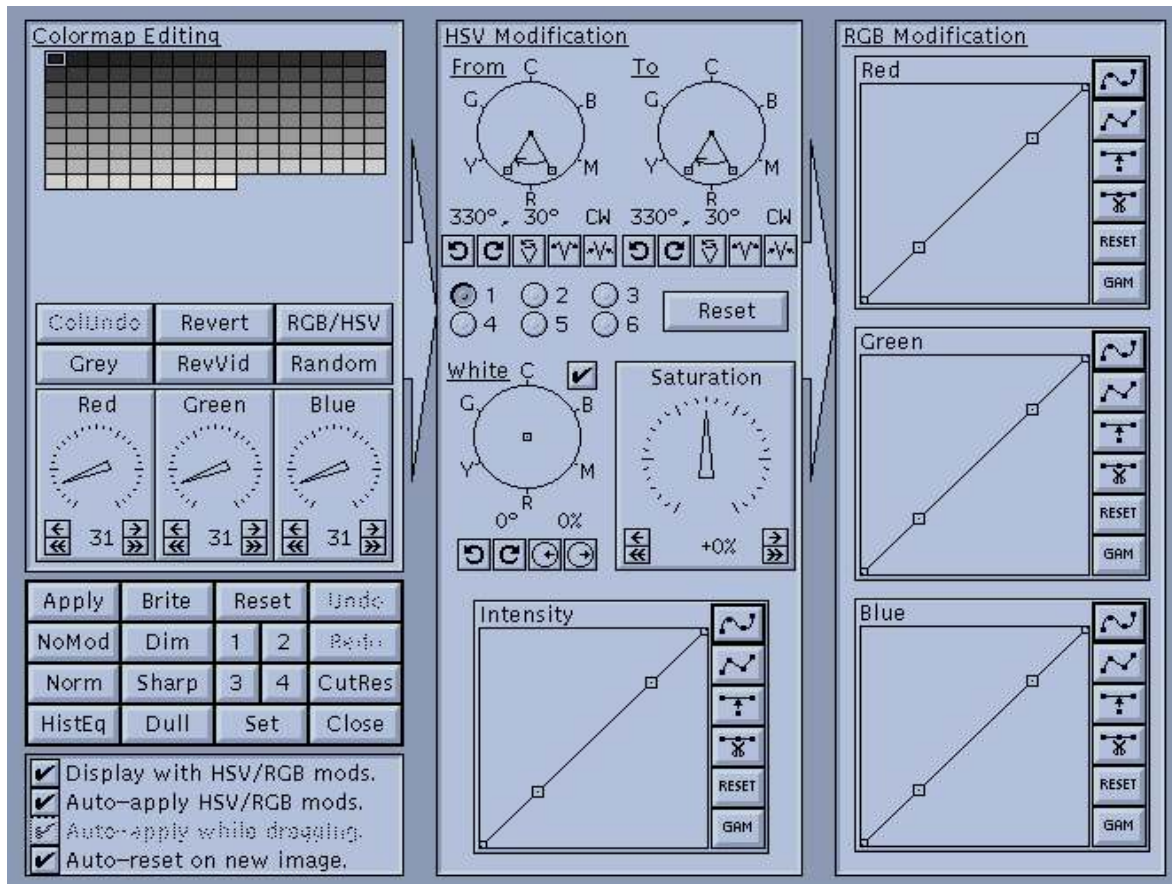 Colormap Editing
ColUndo Revert RGB/HSV
Grey RevVid Random
Red Green Blue
31 31 31
Apply Brite Reset Undo
NoMod Dim 1 2 Redo
Norm Sharp 3 4 CutRes
HistEq Dull Set Close
Display with HSV/RGB mods.
Auto-apply HSV/RGB mods.
Auto-apply while dragging.
Auto-reset on new image.
HSV Modification
From C To C
G B G B
Y M Y M
R R
330°, 30° CW 330°, 30° CW
1 2 3
4 5 6
Reset
White C
G B
Y M
R
0° 0%
Saturation
+0%
Intensity
RESET
GAM
RGB Modification
Red
RESET
GAM
Green
RESET
GAM
Blue
RESET
GAM